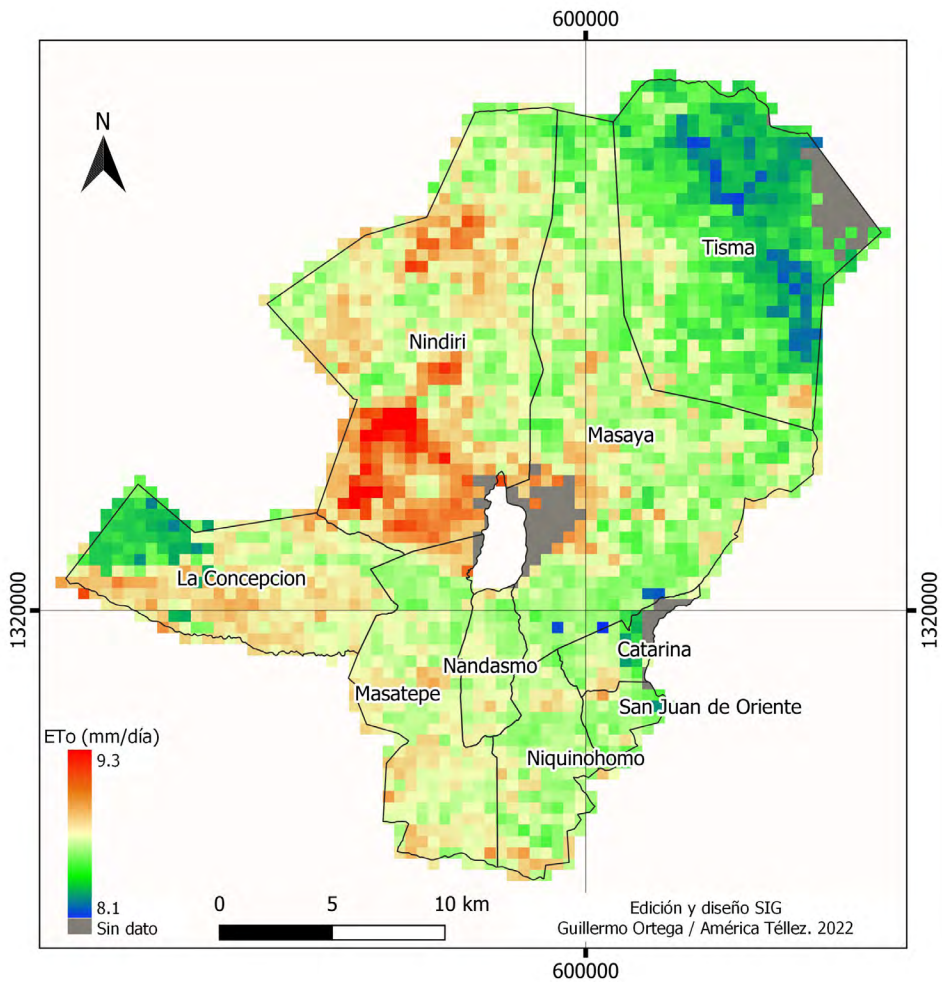 600000
N
Tisma
Nindiri
Masaya
La Concepcion
1320000
1320000
Catarina
Nandasmo
Masatepe
San Juan de Oriente
ETo (mm/día)
Niquinohomo
9.3
8.1
Sin dato
0 5 10 km
Edición y diseño SIG
Guillermo Ortega / América Téllez. 2022
600000